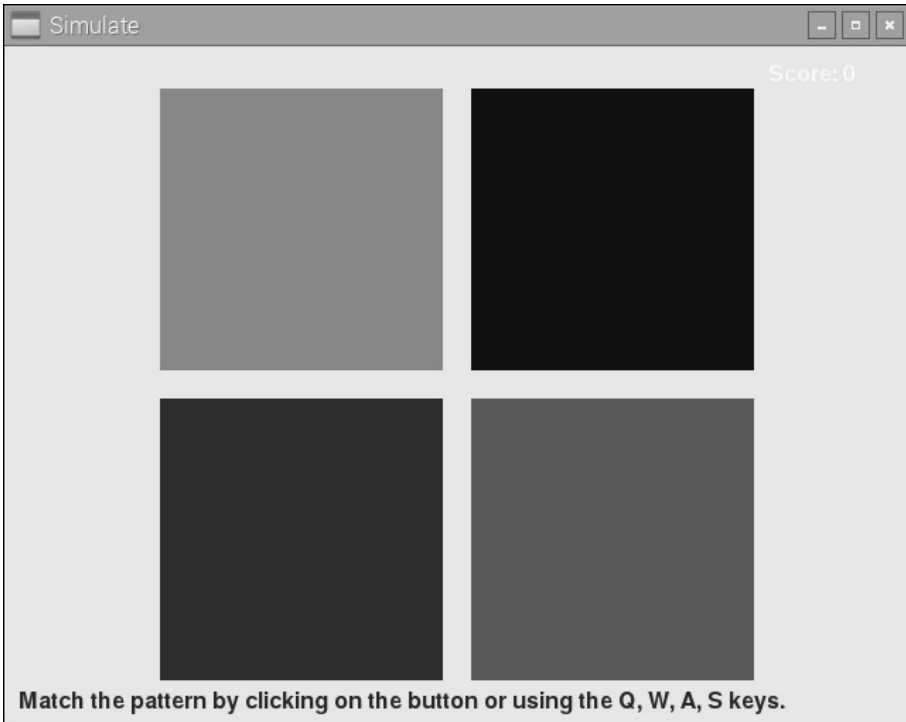 Simulate
Score: 0
Match the pattern by clicking on the button or using the Q, W, A, S keys.